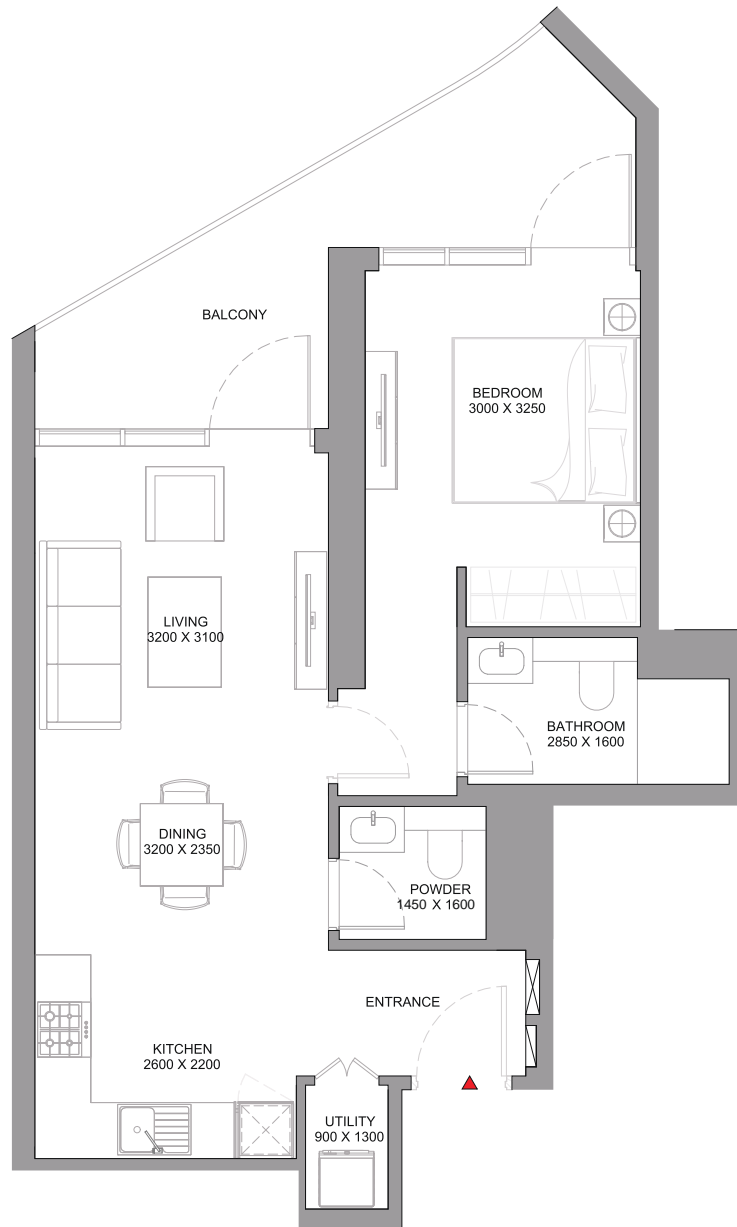 BALCONY
BEDROOM
3000 X 3250
LIVING
3200 X 3100
BATHROOM
2850 X 1600
DINING
3200 X 2350
POWDER
1450 X 1600
ENTRANCE
KITCHEN
2600 X 2200
UTILITY
900 X 1300